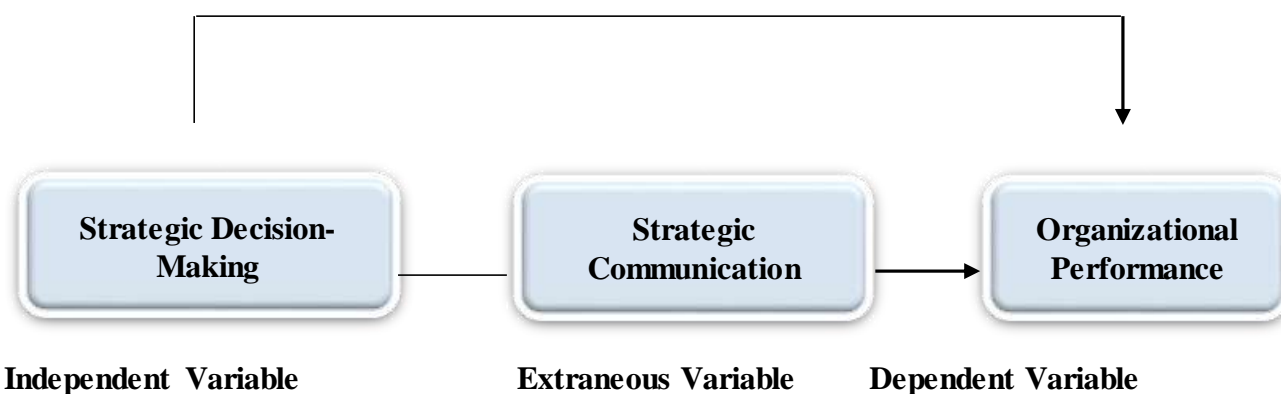 Strategic Decision-
Making
Strategic
Communication
Organizational
Performance
Independent Variable
Extraneous Variable
Dependent Variable